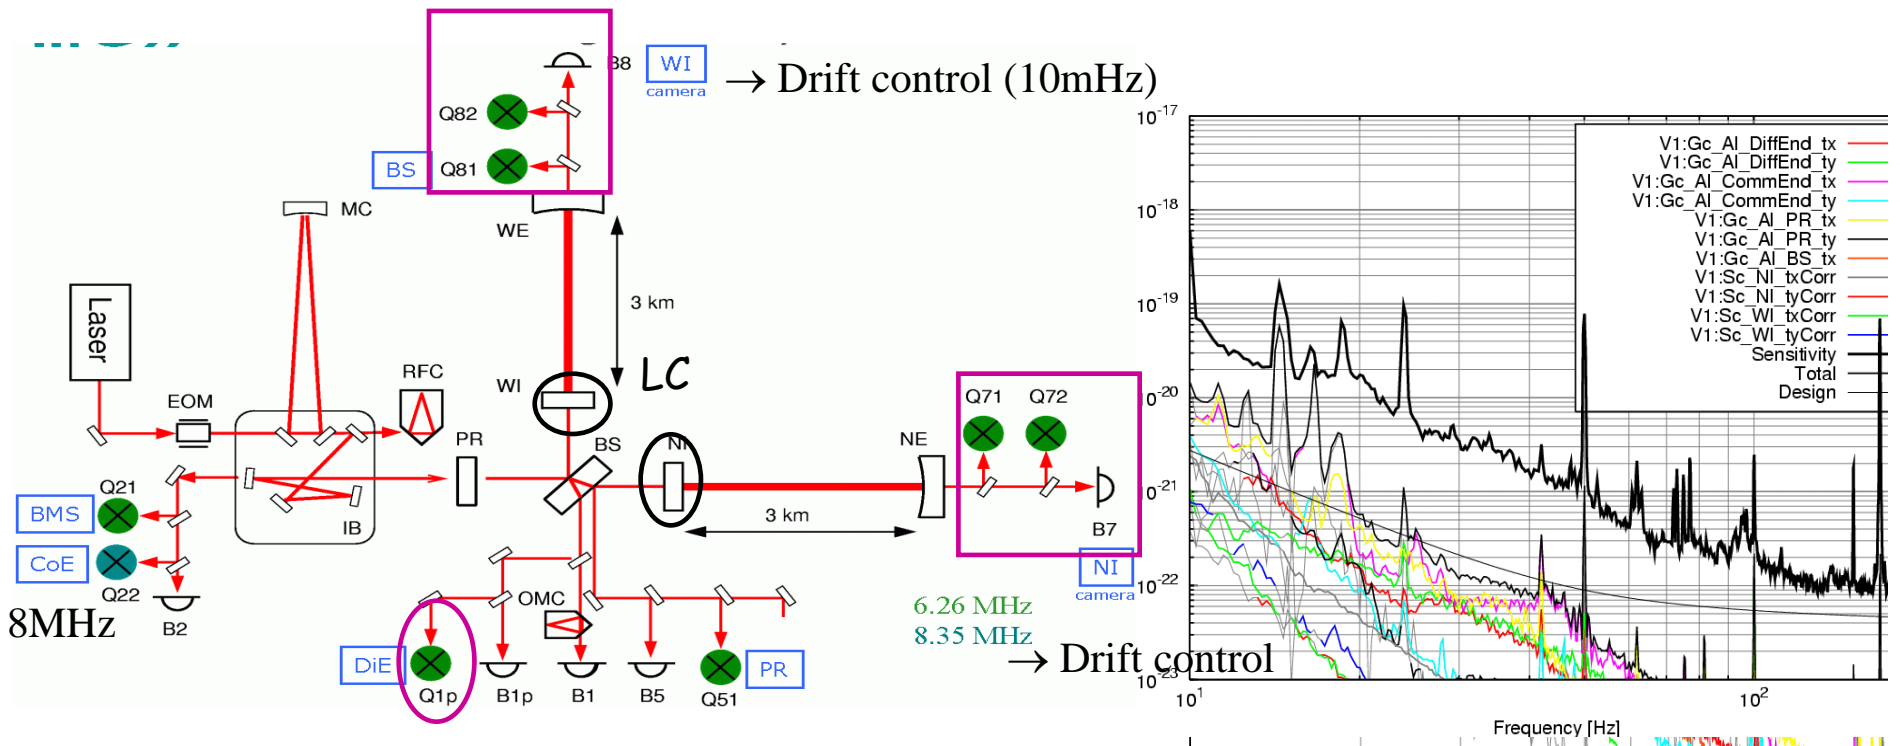 B8
WI
camera
→ Drift control (10mHz)
Q82
BS
Q81
MC
WE
3 km
Laser
WI
LC
RFC
EOM
PR
BS
NI
NE
Q71
Q72
3 km
B7
NI
camera
Q21
BMS
IB
CoE
Q22
8MHz
B2
OMC
DiE
Q1p
B1p
B1
B5
Q51
PR
6.26 MHz
8.35 MHz
→ Drift control
10-17
10-18
10-19
10-20
10-21
10-22
10-23
V1:Gc_Al_DiffEnd_tx
V1:Gc_Al_DiffEnd_ty
V1:Gc_Al_CommEnd_tx
V1:Gc_Al_CommEnd_ty
V1:Gc_Al_PR_tx
V1:Gc_Al_PR_ty
V1:Gc_Al_BS_tx
V1:Sc_NI_txCorr
V1:Sc_NI_tyCorr
V1:Sc_WI_txCorr
V1:Sc_WI_tyCorr
Sensitivity
Total
Design
101
102
Frequency [Hz]